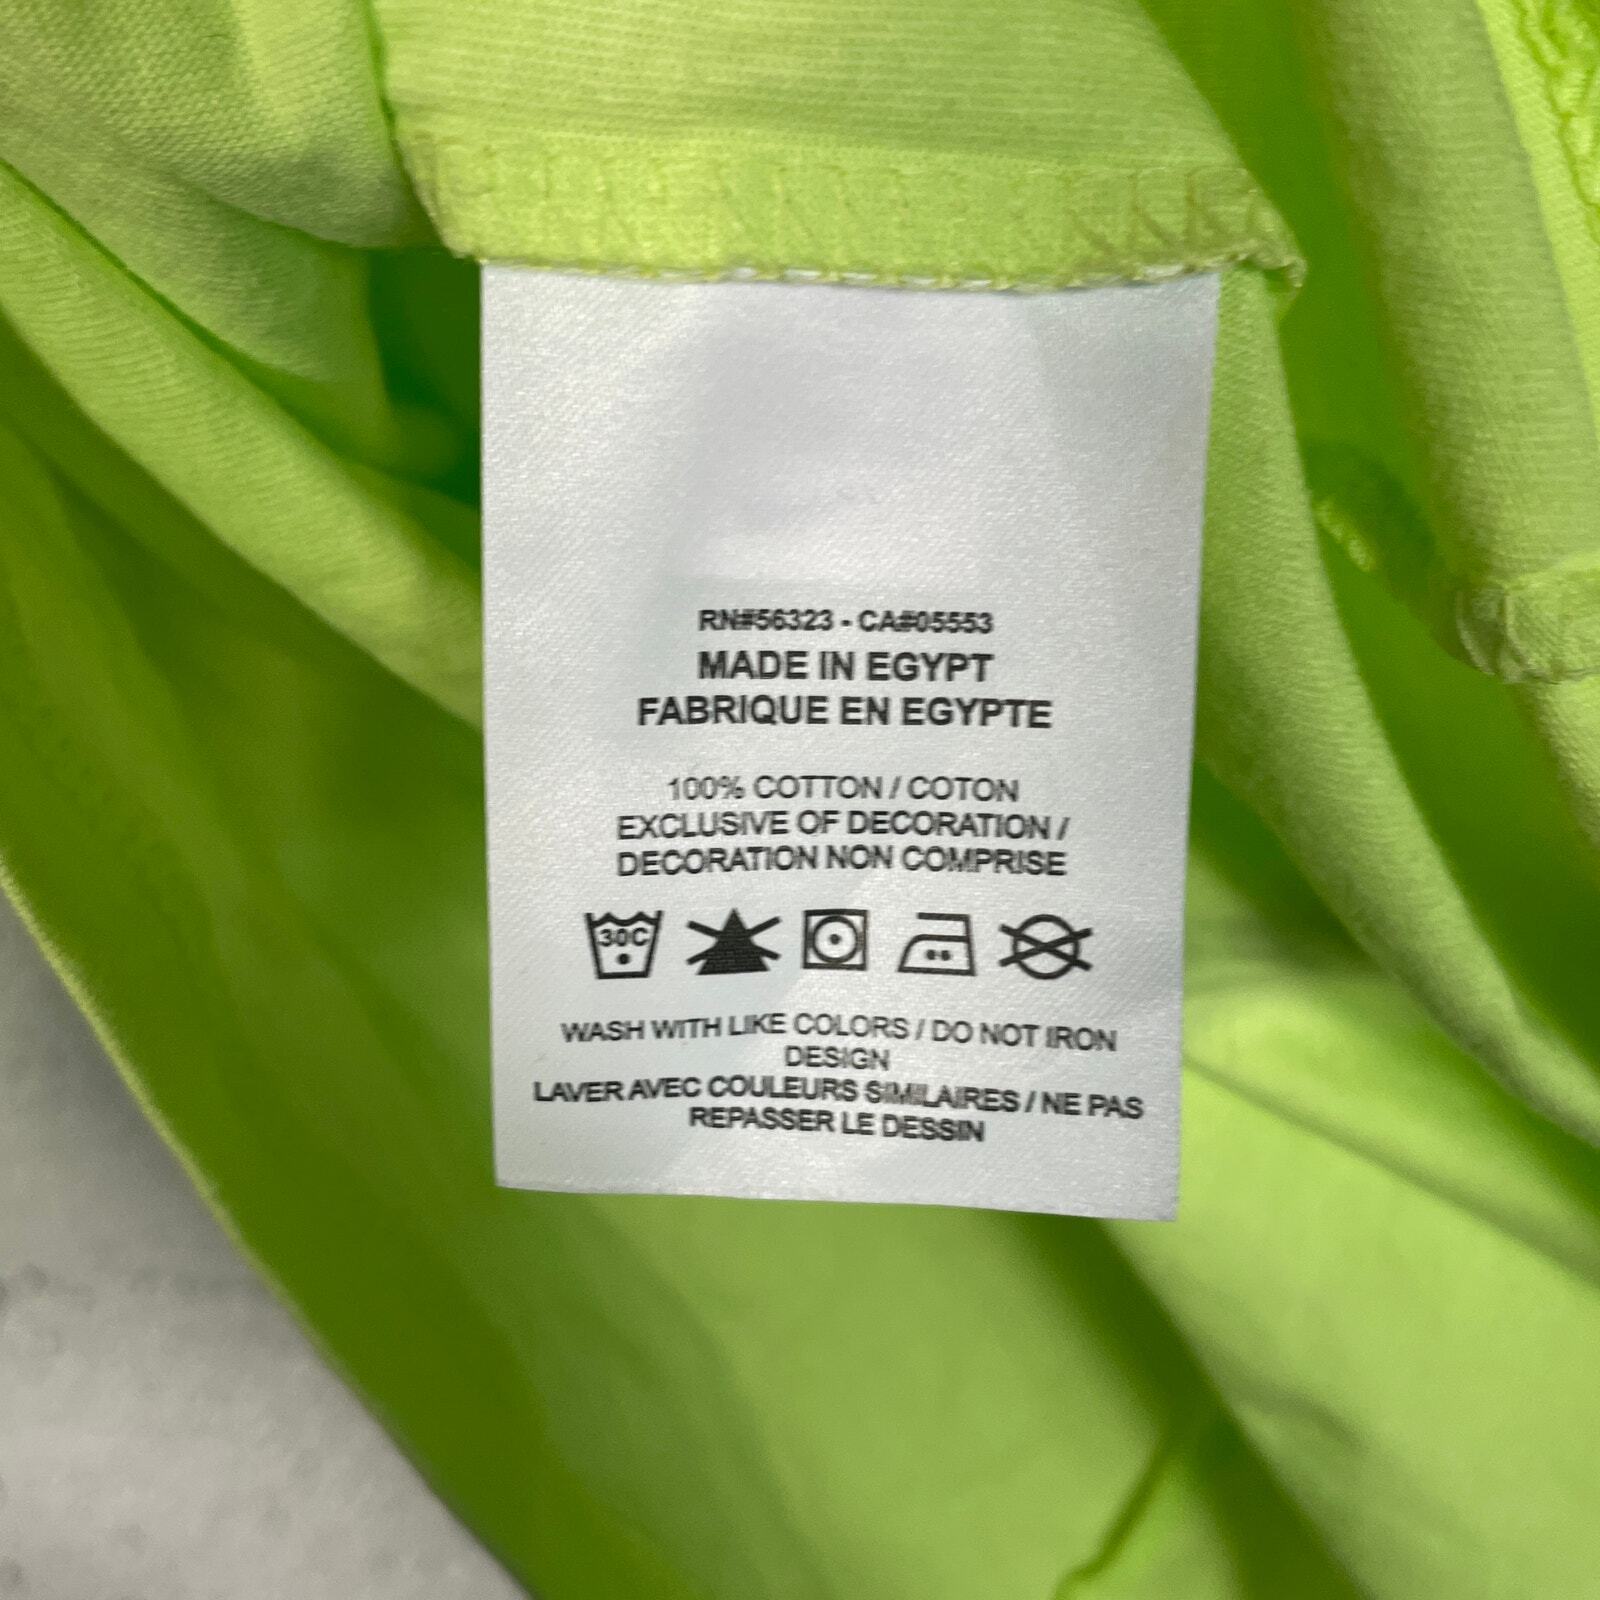 RN#56323 - CA#05553
MADE IN EGYPT
FABRIQUE EN EGYPTE
100% COTTON / COTON
EXCLUSIVE OF DECORATION /
DECORATION NON COMPRISE
30C
WASH WITH LIKE COLORS / DO NOT IRON
DESIGN
LAVER AVEC COULEURS SIMILAIRES / NE PAS
REPASSER LE DESSIN